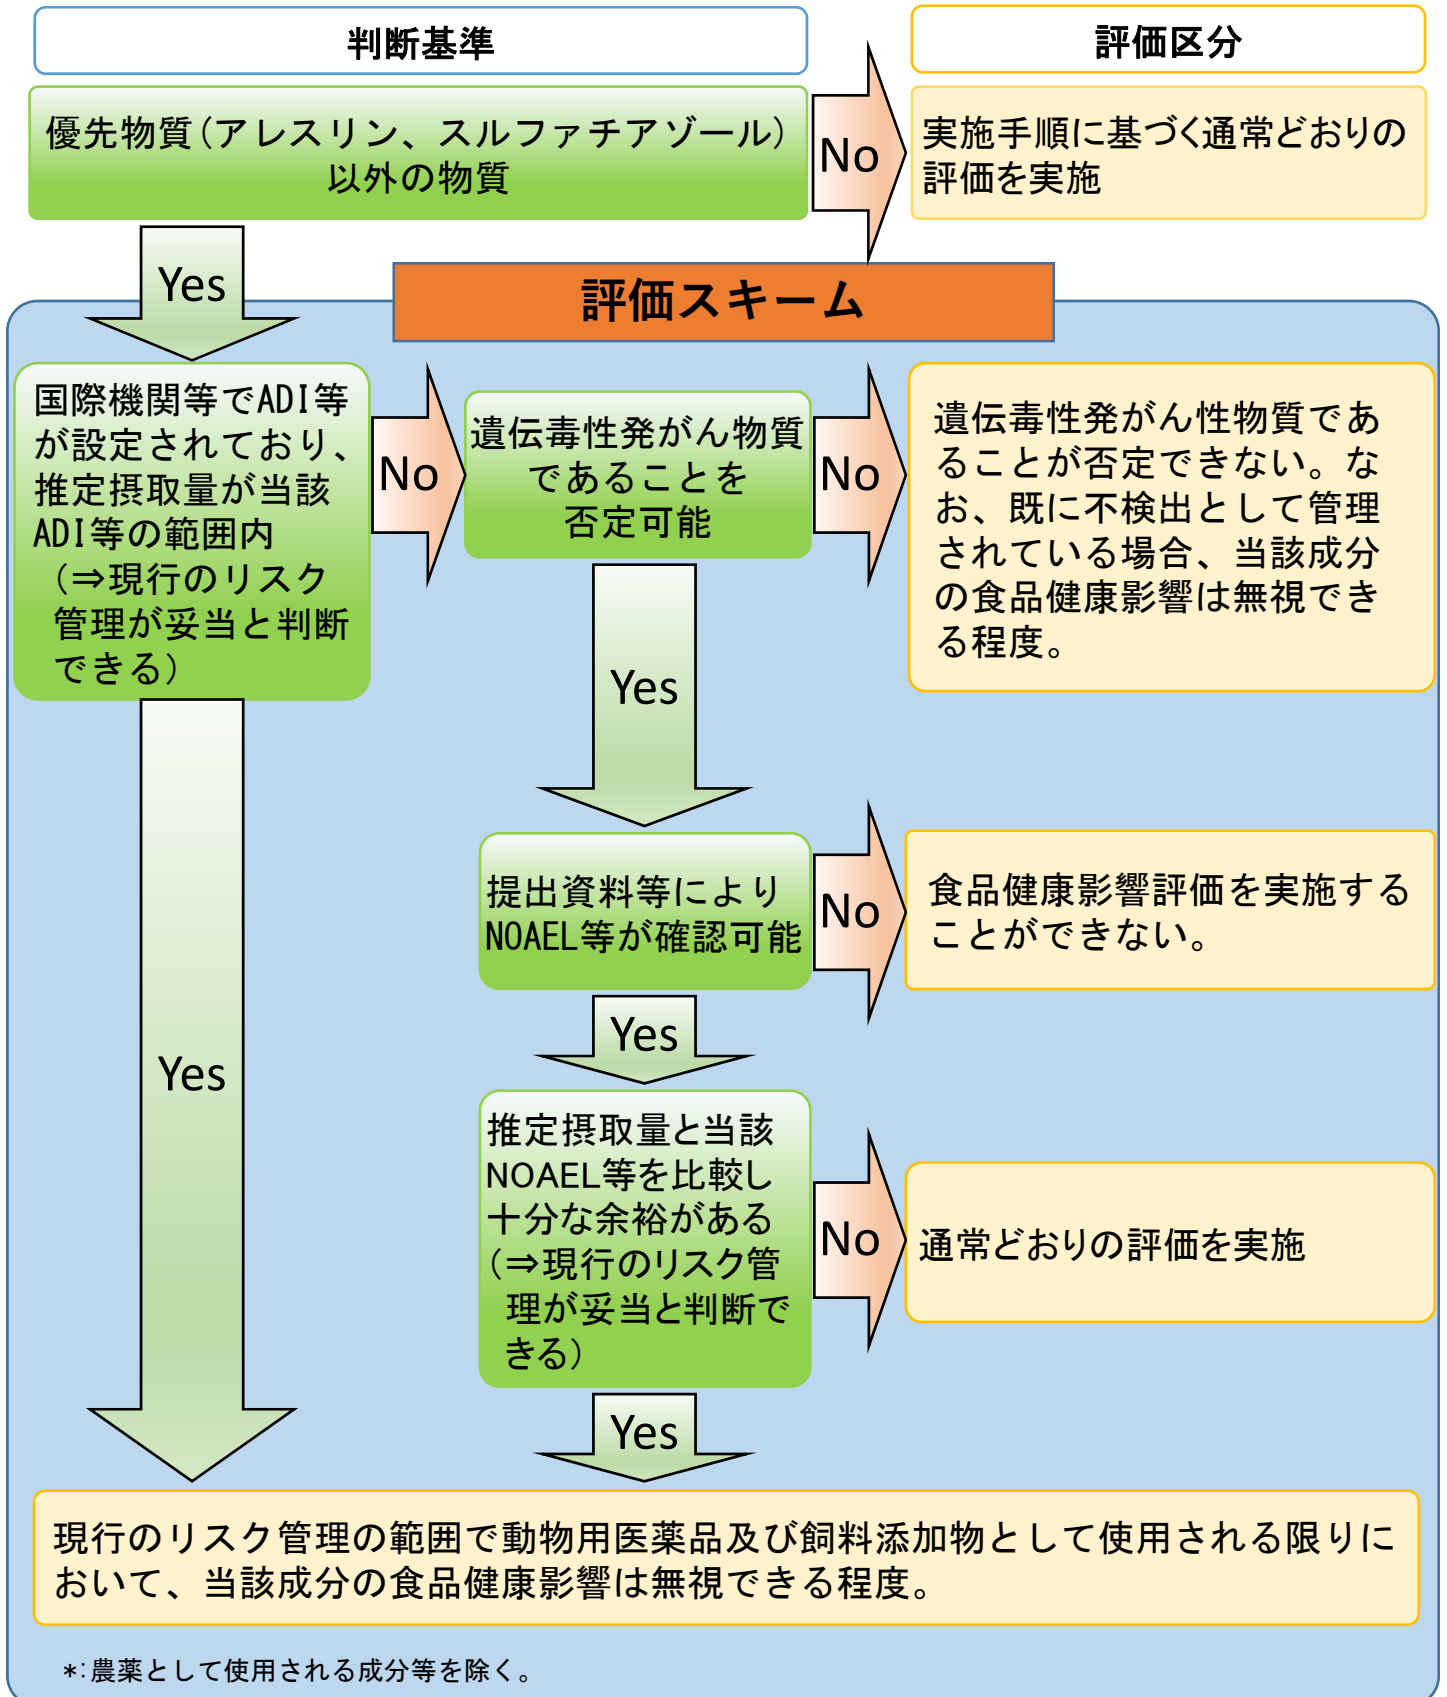 判断基準
評価区分
優先物質(アレスリン、スルファチアゾール)
以外の物質
No
実施手順に基づく通常どおりの
評価を実施
Yes
評価スキーム
国際機関等でADI等
が設定されており、
推定摂取量が当該
ADI等の範囲内
(⇒現行のリスク
管理が妥当と判断
できる)
No
遺伝毒性発がん物質
であることを
否定可能
No
遺伝毒性発がん性物質であ
ることが否定できない。な
お、既に不検出として管理
されている場合、当該成分
の食品健康影響は無視でき
る程度。
Yes
提出資料等により
NOAEL等が確認可能
No
食品健康影響評価を実施する
ことができない。
Yes
Yes
推定摂取量と当該
NOAEL等を比較し
十分な余裕がある
(⇒現行のリスク管
理が妥当と判断で
きる)
No
通常どおりの評価を実施
Yes
現行のリスク管理の範囲で動物用医薬品及び飼料添加物として使用される限りに
おいて、当該成分の食品健康影響は無視できる程度。
*:農薬として使用される成分等を除く。